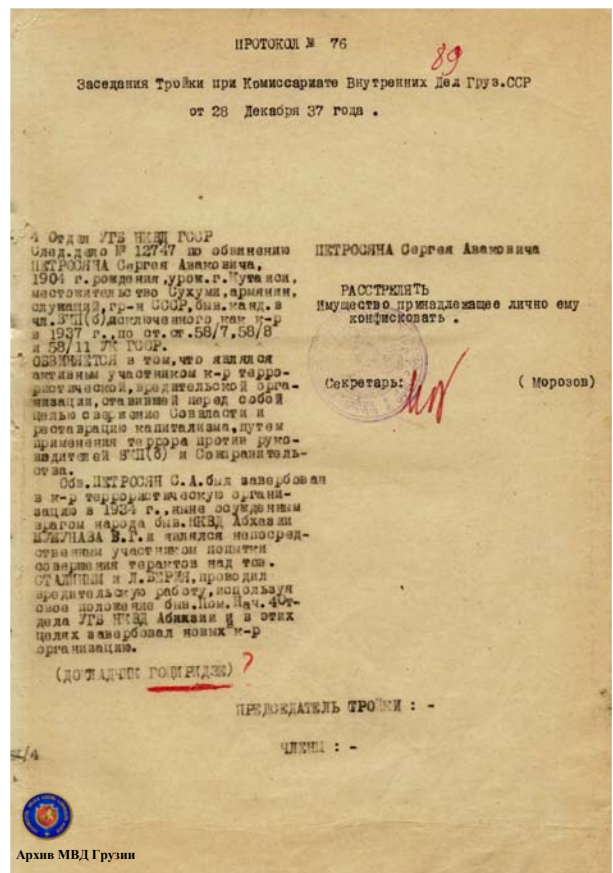 ПРОТОКОЛ № 76
89
Заседания Тройки при Комиссариате Внутренних Дел Груз.ССР
от 28 Декабря 37 года .
4 Отдел УГБ НКВД ГССР
След.дело № 12747 по обвинению
ПЕТРОСЯНА Сергея Аваковича,
1904 г.рождения,урож.г.Кутаиси,
местожительство Сухуми,армянин,
служащий,гр-н СССР,быв.канд.в
чл.ВКП(б),исключенного как к-р
в 1937 г.,по ст.ст.58/7,58/8
и 58/11 УК ГССР.
ОБВИНЯЕТСЯ в том,что являлся
активным участником к-р терро-
ристической,вредительской орга-
низации,ставившей перед собой
целью свержение Соввласти и
реставрацию капитализма,путем
применения террора против руко-
водителей ВКП(б) и Соправитель-
ства.
Обв.ПЕТРОСЯН С.А.был завербован
в к-р террористическую органи-
зацию в 1934 г.,ныне осужденным
врагом народа быв.НКВД Абхазии
В.Г.и являлся непосред-
ственным участником попытки
совершения терактов над тов.
СТАЛИНЫМ и Л.БЕРИЯ,проводил
вредительскую работу,используя
свое положение быв.Пом.Нач.4От-
дела УГБ НКВД Абхазии и в этих
целях завербовал новых к-р
организацию.
(ДОКЛАДЧИК ГОЦИРИДЗЕ) ?
ПЕТРОСЯНА Сергея Аваковича
РАССТРЕЛЯТЬ
Имущество принадлежащее лично ему
конфисковать .
Секретарь: ( Морозов)
ПРЕДСЕДАТЕЛЬ ТРОЙКИ : -
ЧЛЕНЫ : -
/4
Архив МВД Грузии